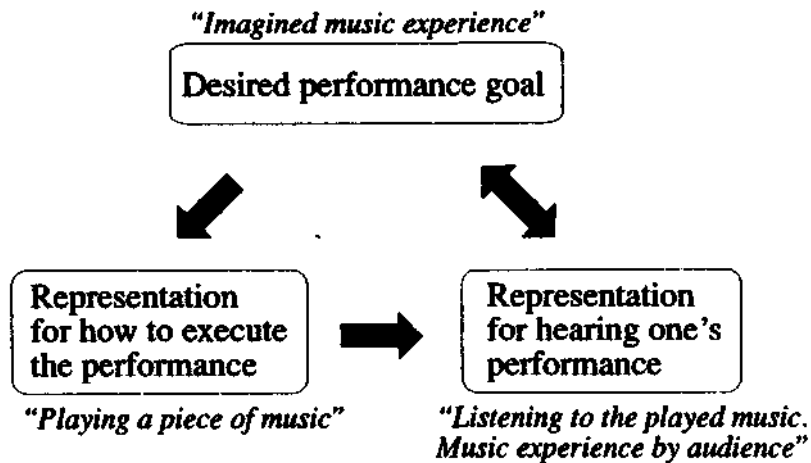 “Imagined music experience”
Desired performance goal
Representation
for how to execute
the performance
“Playing a piece of music”
Representation
for hearing one’s
performance
“Listening to the played music.
Music experience by audience”